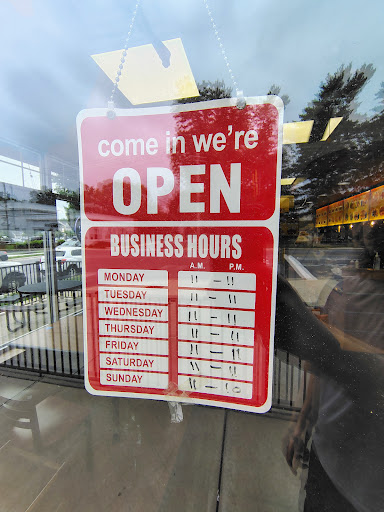 come in we're
OPEN
BUSINESS HOURS
A.M. P.M.
MONDAY 11 - 11
TUESDAY 11 - 11
WEDNESDAY 11 - 11
THURSDAY 11 - 11
FRIDAY 11 - 11
SATURDAY 11 - 11
SUNDAY 11 - 10